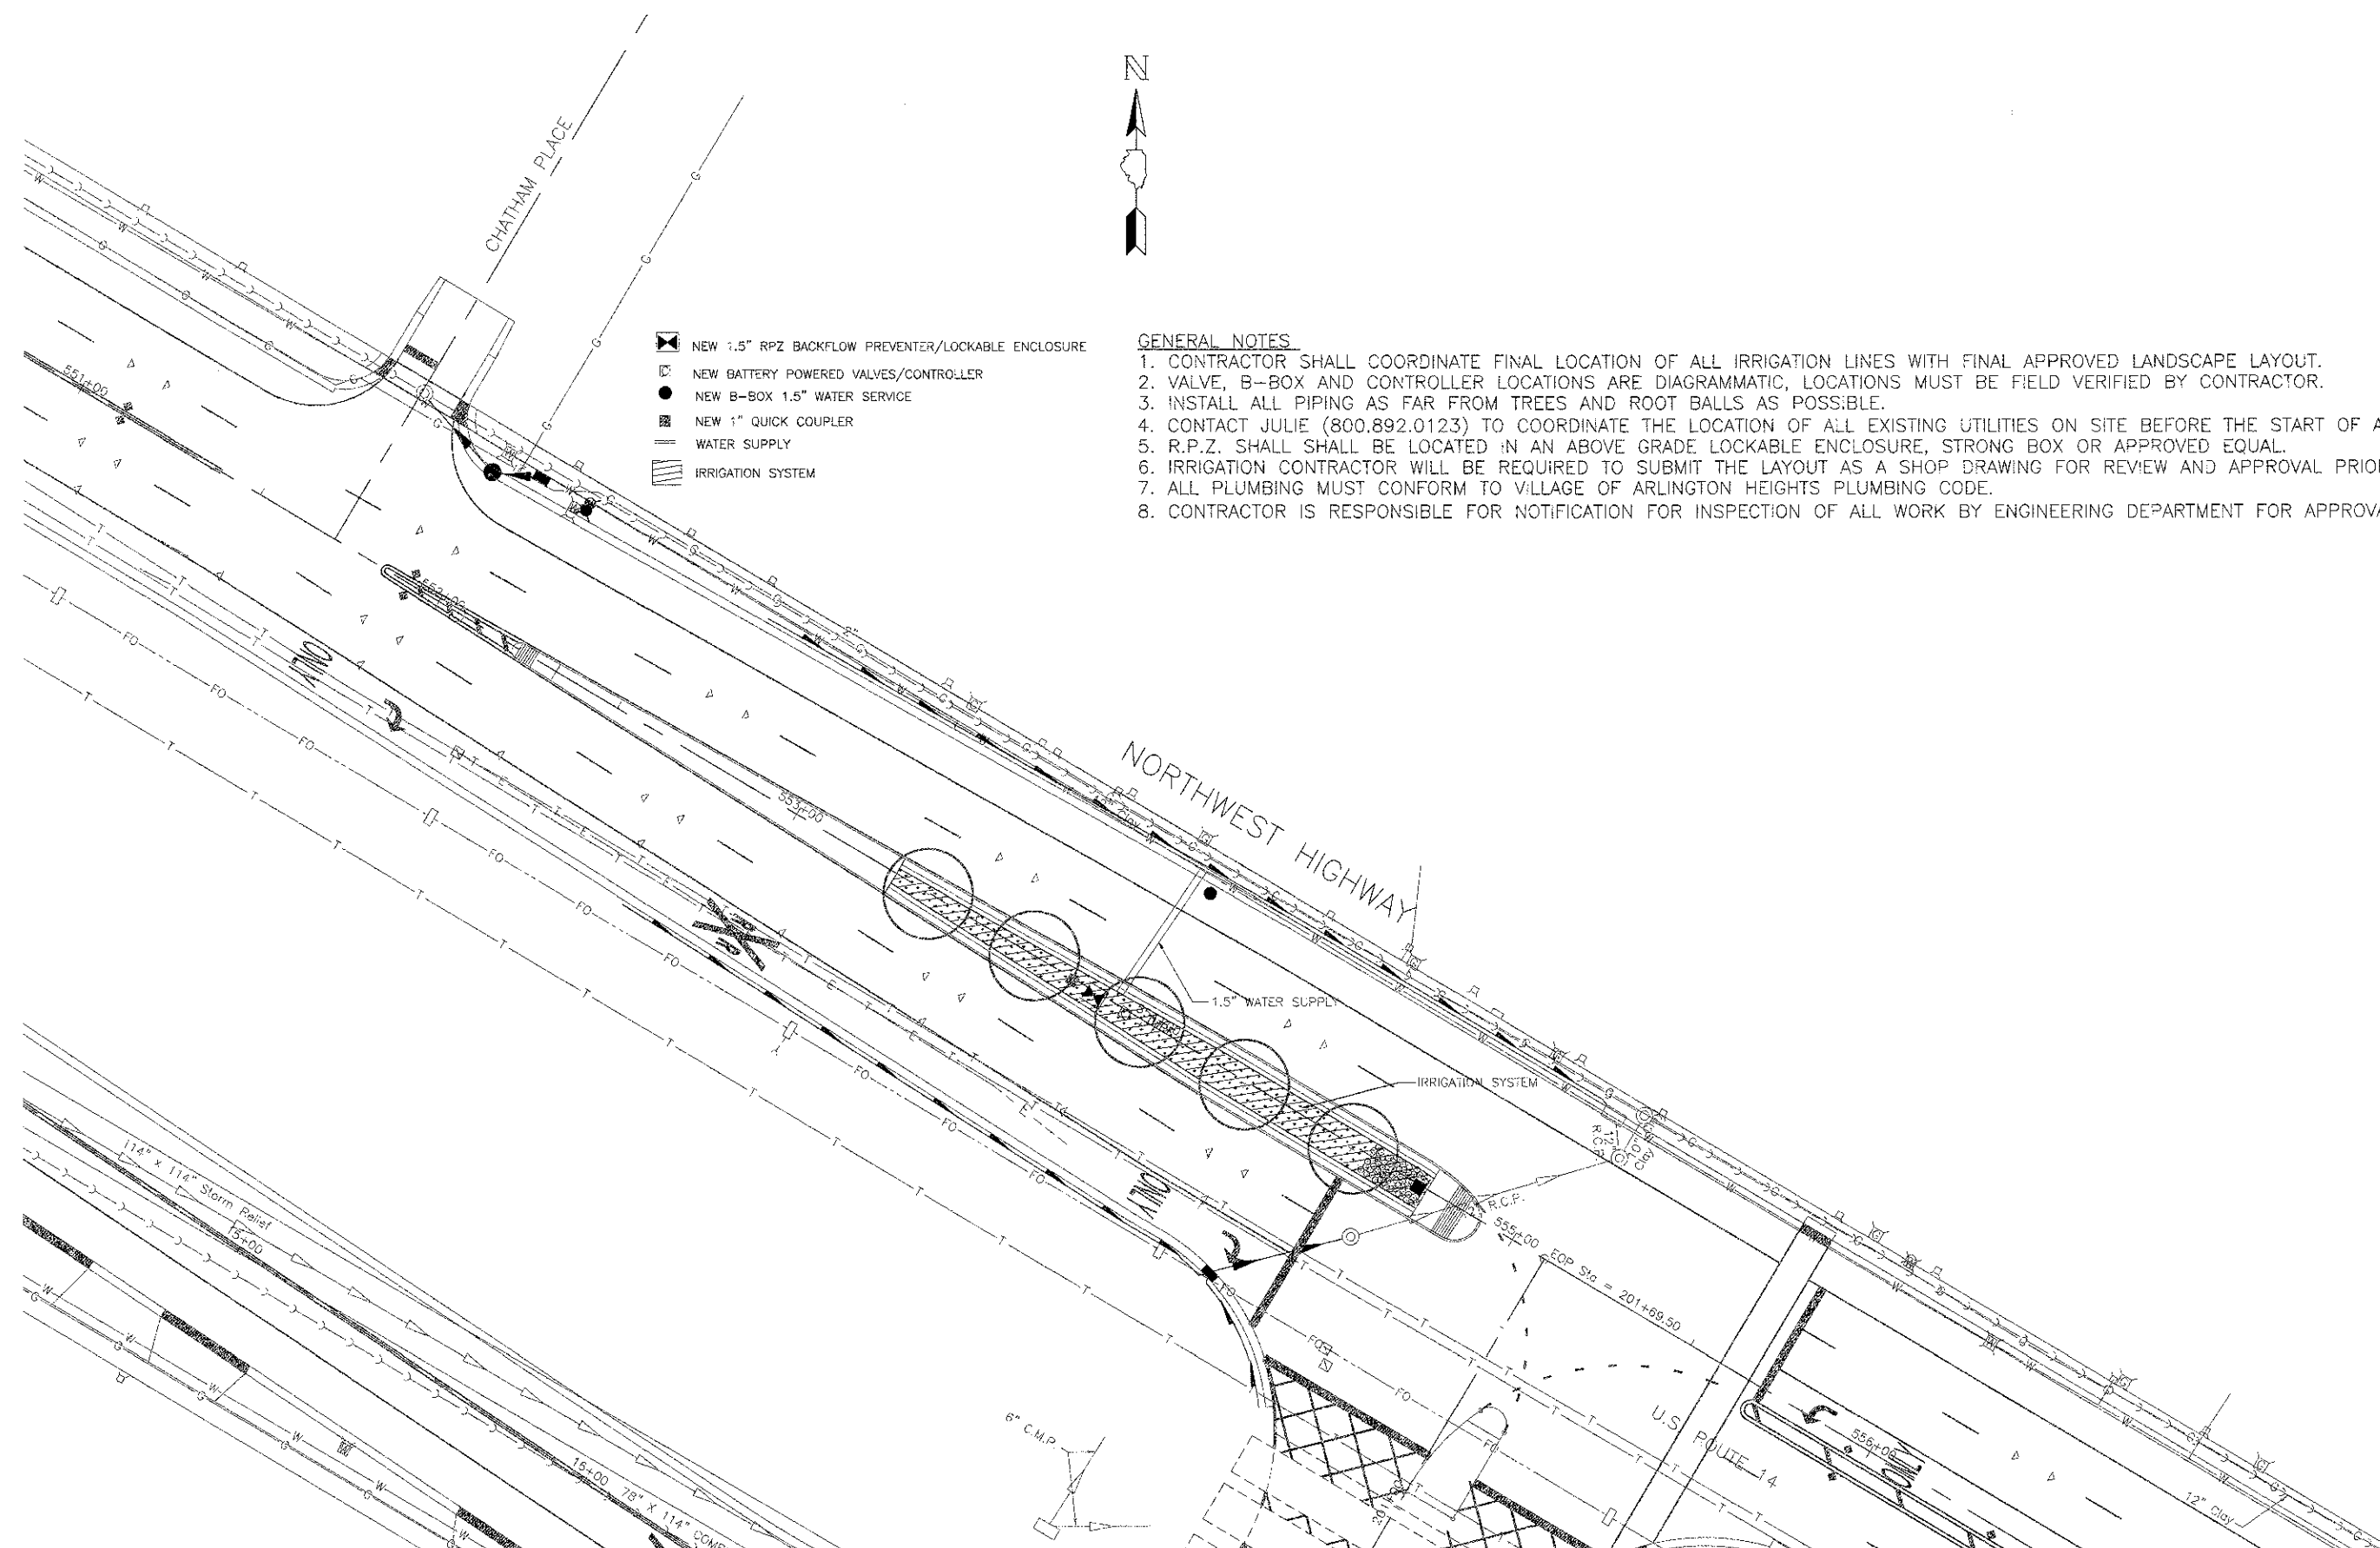 N
CHATHAM PLACE
NEW 1.5" RPZ BACKFLOW PREVENTER/LOCKABLE ENCLOSURE
NEW BATTERY POWERED VALVES/CONTROLLER
NEW B-BOX 1.5" WATER SERVICE
NEW 1" QUICK COUPLER
WATER SUPPLY
IRRIGATION SYSTEM
GENERAL NOTES
1. CONTRACTOR SHALL COORDINATE FINAL LOCATION OF ALL IRRIGATION LINES WITH FINAL APPROVED LANDSCAPE LAYOUT.
2. VALVE, B-BOX AND CONTROLLER LOCATIONS ARE DIAGRAMMATIC, LOCATIONS MUST BE FIELD VERIFIED BY CONTRACTOR.
3. INSTALL ALL PIPING AS FAR FROM TREES AND ROOT BALLS AS POSSIBLE.
4. CONTACT JULIE (800.892.0123) TO COORDINATE THE LOCATION OF ALL EXISTING UTILITIES ON SITE BEFORE THE START OF A
5. R.P.Z. SHALL SHALL BE LOCATED IN AN ABOVE GRADE LOCKABLE ENCLOSURE, STRONG BOX OR APPROVED EQUAL.
6. IRRIGATION CONTRACTOR WILL BE REQUIRED TO SUBMIT THE LAYOUT AS A SHOP DRAWING FOR REVIEW AND APPROVAL PRIO
7. ALL PLUMBING MUST CONFORM TO VILLAGE OF ARLINGTON HEIGHTS PLUMBING CODE.
8. CONTRACTOR IS RESPONSIBLE FOR NOTIFICATION FOR INSPECTION OF ALL WORK BY ENGINEERING DEPARTMENT FOR APPROVA
551+00
552+00
ONLY
553+00
NORTHWEST HIGHWAY
Clay
1.5" WATER SUPPLY
IRRIGATION SYSTEM
12"
Clay
ONLY
R.C.P.
555+00
EOP Sta = 201+69.50
114" x 114" Storm Relief
15+00
U.S. ROUTE 14
556+00
ONLY
6" C.M.P.
16+00
78" X 114" COMB
12" Clay